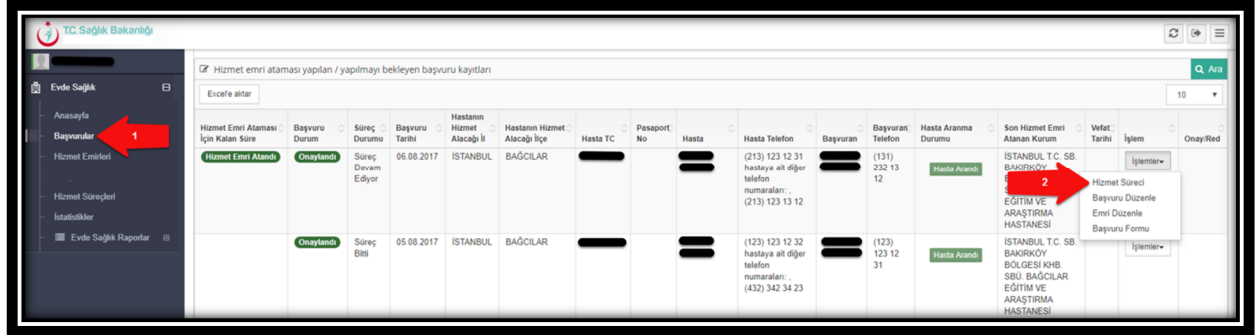 T.C. Sağlık Bakanlığı
Evde Sağlık
Anasayfa
Başvurular
1
Hizmet Emirleri
Hizmet Süreçleri
İstatistikler
Evde Sağlık Raporlar
Hizmet emri ataması yapılan / yapılmayı bekleyen başvuru kayıtları
Ara
Excel'e aktar
10
Hizmet Emri Ataması İçin Kalan Süre
Başvuru Durum
Süreç Durumu
Başvuru Tarihi
Hastanın Hizmet Alacağı İl
Hastanın Hizmet Alacağı İlçe
Hasta TC
Pasaport No
Hasta
Hasta Telefon
Başvuran
Başvuran Telefon
Hasta Aranma Durumu
Son Hizmet Emri Atanan Kurum
Vefat Tarihi
İşlem
Onay/Red
Hizmet Emri Atandı
Onaylandı
Süreç
Devam
Ediyor
06.08.2017
İSTANBUL
BAĞCILAR
(213) 123 12 31
hastaya ait diğer
telefon
numaraları: ,
(213) 123 13 12
(131)
232 13
12
Hasta Arandı
İSTANBUL T.C. SB.
BAKIRKÖY
EĞİTİM VE
ARAŞTIRMA
HASTANESİ
İşlemler
2
Hizmet Süreci
Başvuru Düzenle
Emri Düzenle
Başvuru Formu
Onaylandı
Süreç
Bitti
05.08.2017
İSTANBUL
BAĞCILAR
(123) 123 12 32
hastaya ait diğer
telefon
numaraları: ,
(432) 342 34 23
(123)
123 12
31
Hasta Arandı
İSTANBUL T.C. SB.
BAKIRKÖY
BÖLGESİ KHB.
SBÜ. BAĞCILAR
EĞİTİM VE
ARAŞTIRMA
HASTANESİ
İşlemler